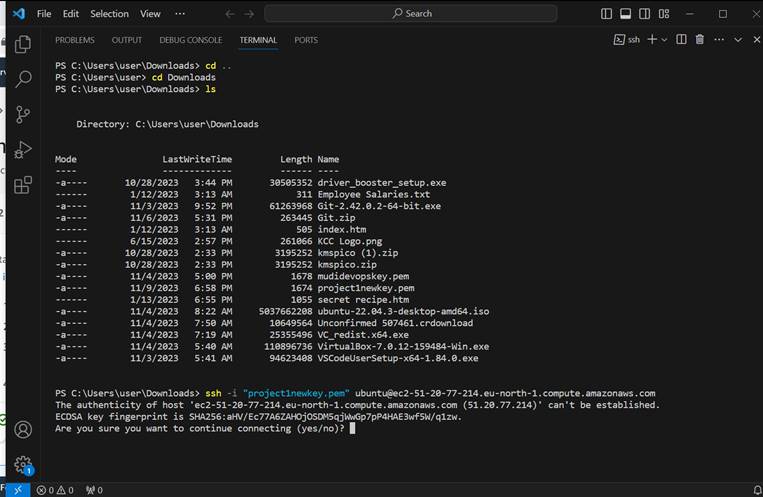 File Edit Selection View ··· Search
PROBLEMS OUTPUT DEBUG CONSOLE TERMINAL PORTS ssh
PS C:\Users\user\Downloads> cd ..
PS C:\Users\user> cd Downloads
PS C:\Users\user\Downloads> ls
Directory: C:\Users\user\Downloads
Mode LastWriteTime Length Name
---- ------------- ------ ----
-a---- 10/28/2023 3:44 PM 30505352 driver_booster_setup.exe
------ 1/12/2023 3:13 AM 311 Employee Salaries.txt
-a---- 11/3/2023 9:52 PM 61263968 Git-2.42.0.2-64-bit.exe
-a---- 11/6/2023 5:31 PM 263445 Git.zip
------ 1/12/2023 3:13 AM 505 index.htm
------ 6/15/2023 2:57 PM 261066 KCC Logo.png
-a---- 10/28/2023 2:33 PM 3195252 kmspico (1).zip
-a---- 10/28/2023 2:33 PM 3195252 kmspico.zip
-a---- 11/4/2023 5:00 PM 1678 mudidevopskey.pem
-a---- 11/9/2023 6:58 PM 1674 project1newkey.pem
------ 1/13/2023 6:55 PM 1055 secret recipe.htm
-a---- 11/4/2023 8:22 AM 5037662208 ubuntu-22.04.3-desktop-amd64.iso
-a---- 11/4/2023 7:50 AM 10649564 Unconfirmed 507461.crdownload
-a---- 11/4/2023 7:19 AM 25355496 VC_redist.x64.exe
-a---- 11/4/2023 5:40 AM 110896736 VirtualBox-7.0.12-159484-Win.exe
-a---- 11/3/2023 5:41 AM 94623408 VSCodeUserSetup-x64-1.84.0.exe
PS C:\Users\user\Downloads> ssh -i "project1newkey.pem" ubuntu@ec2-51-20-77-214.eu-north-1.compute.amazonaws.com
The authenticity of host 'ec2-51-20-77-214.eu-north-1.compute.amazonaws.com (51.20.77.214)' can't be established.
ECDSA key fingerprint is SHA256:aHV/Ec77A6ZAHOjOSDM5qjWwGp7pP4HAE3wf5W/q1zw.
Are you sure you want to continue connecting (yes/no)?
1
0 0 0